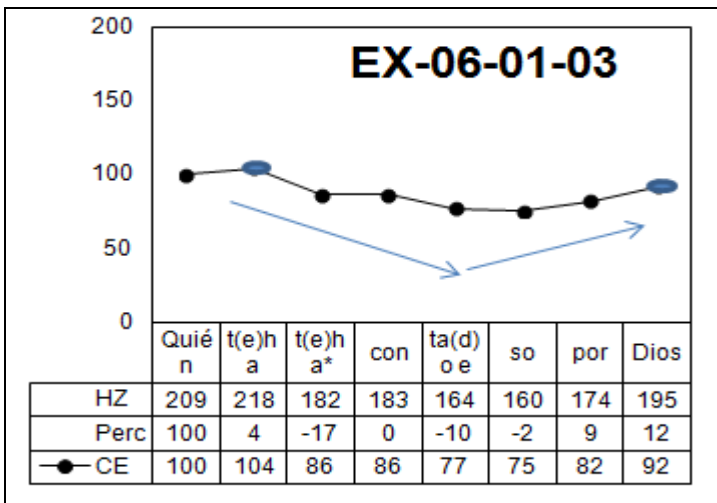 200
EX-06-01-03
150
100
50
0
Quié t(e)h t(e)h con ta(d) so por Dios
n a a* o e
HZ 209 218 182 183 164 160 174 195
Perc 100 4 -17 0 -10 -2 9 12
CE 100 104 86 86 77 75 82 92